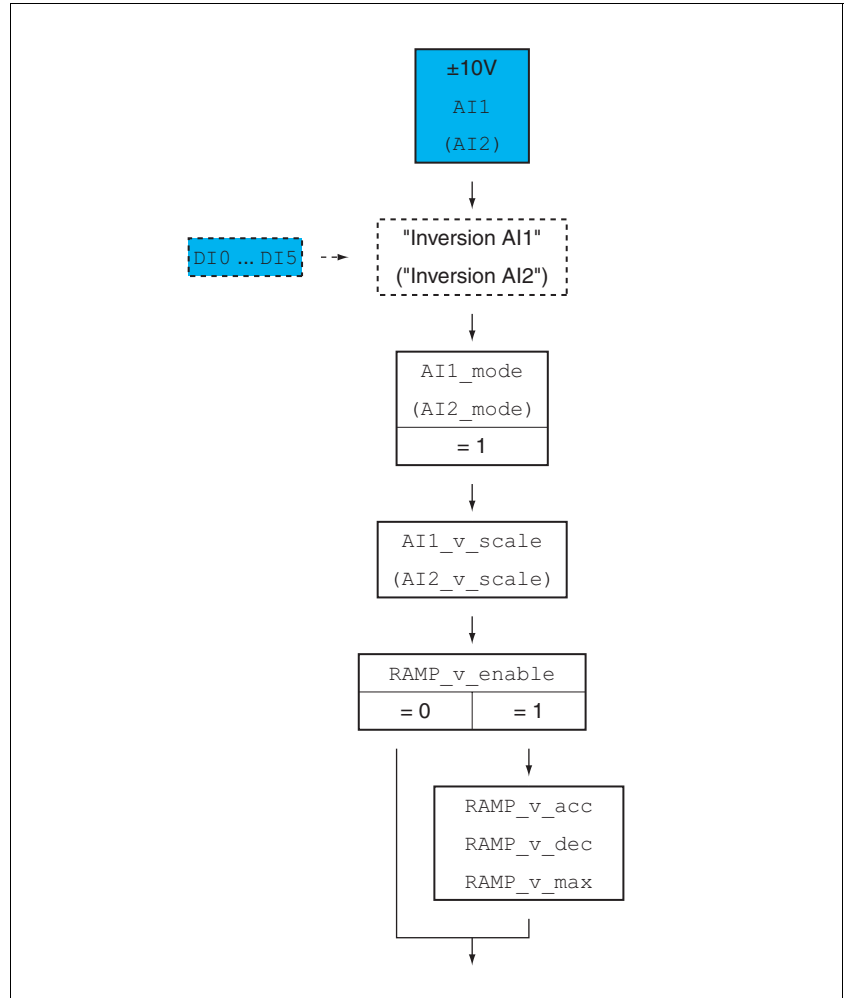 ±10V
AI1
(AI2)
"Inversion AI1"
("Inversion AI2")
DI0 ... DI5
AI1_mode
(AI2_mode)
= 1
AI1_v_scale
(AI2_v_scale)
RAMP_v_enable
= 0
= 1
RAMP_v_acc
RAMP_v_dec
RAMP_v_max